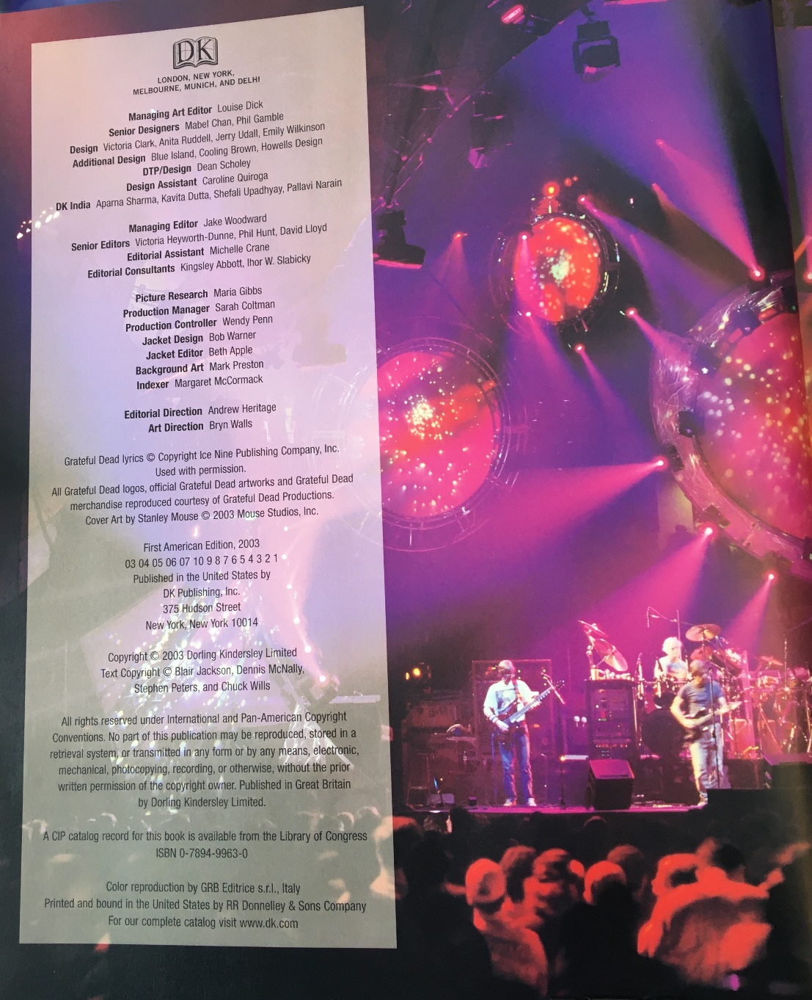 DK
LONDON, NEW YORK,
MELBOURNE, MUNICH, AND DELHI
Managing Art Editor Louise Dick
Senior Designers Mabel Chan, Phil Gamble
Design Victoria Clark, Anita Ruddell, Jerry Udall, Emily Wilkinson
Additional Design Blue Island, Cooling Brown, Howells Design
DTP/Design Dean Scholey
Design Assistant Caroline Quiroga
DK India Aparna Sharma, Kavita Dutta, Shefali Upadhyay, Pallavi Narain
Managing Editor Jake Woodward
Senior Editors Victoria Heyworth-Dunne, Phil Hunt, David Lloyd
Editorial Assistant Michelle Crane
Editorial Consultants Kingsley Abbott, Ihor W. Slabicky
Picture Research Maria Gibbs
Production Manager Sarah Coltman
Production Controller Wendy Penn
Jacket Design Bob Warner
Jacket Editor Beth Apple
Background Art Mark Preston
Indexer Margaret McCormack
Editorial Direction Andrew Heritage
Art Direction Bryn Walls
Grateful Dead lyrics © Copyright Ice Nine Publishing Company, Inc.
Used with permission.
All Grateful Dead logos, official Grateful Dead artworks and Grateful Dead
merchandise reproduced courtesy of Grateful Dead Productions.
Cover Art by Stanley Mouse © 2003 Mouse Studios, Inc.
First American Edition, 2003
03 04 05 06 07 10 9 8 7 6 5 4 3 2 1
Published in the United States by
DK Publishing, Inc.
375 Hudson Street
New York, New York 10014
Copyright © 2003 Dorling Kindersley Limited
Text Copyright © Blair Jackson, Dennis McNally,
Stephen Peters, and Chuck Wills
All rights reserved under International and Pan-American Copyright
Conventions. No part of this publication may be reproduced, stored in a
retrieval system, or transmitted in any form or by any means, electronic,
mechanical, photocopying, recording, or otherwise, without the prior
written permission of the copyright owner. Published in Great Britain
by Dorling Kindersley Limited.
A CIP catalog record for this book is available from the Library of Congress
ISBN 0-7894-9963-0
Color reproduction by GRB Editrice s.r.l., Italy
Printed and bound in the United States by RR Donnelley & Sons Company
For our complete catalog visit www.dk.com